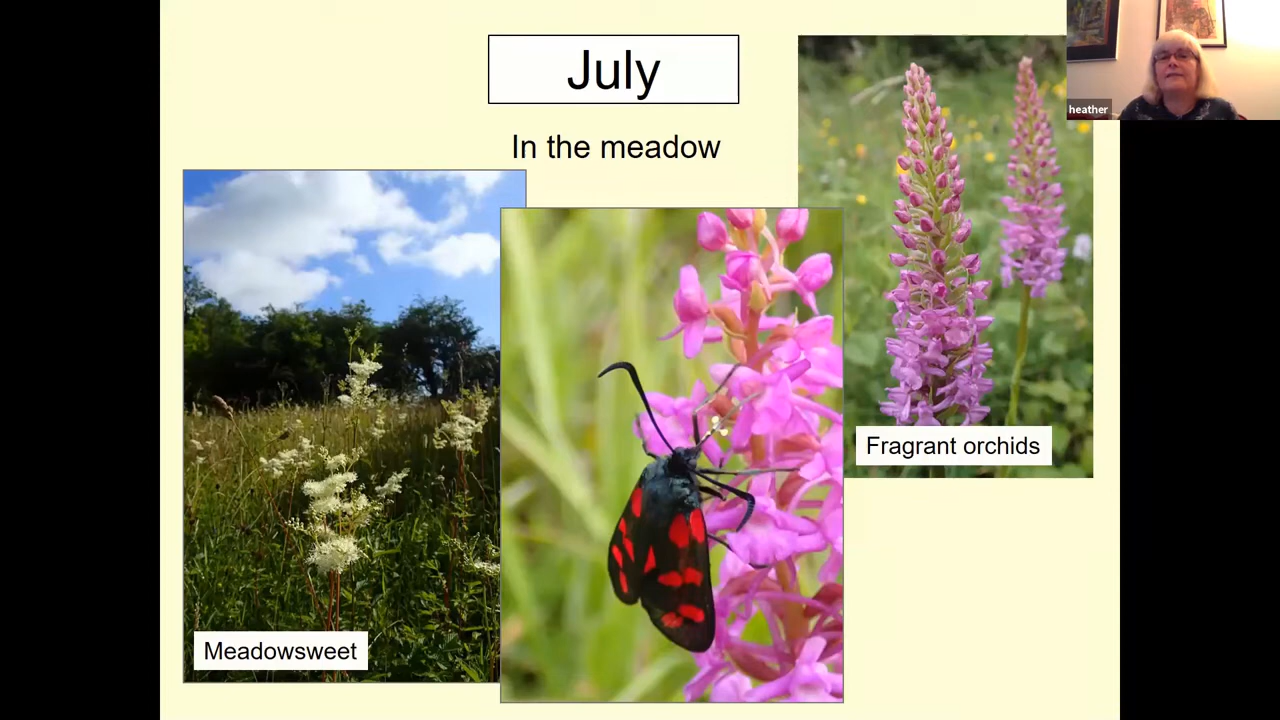 July
In the meadow
heather
Fragrant orchids
Meadowsweet